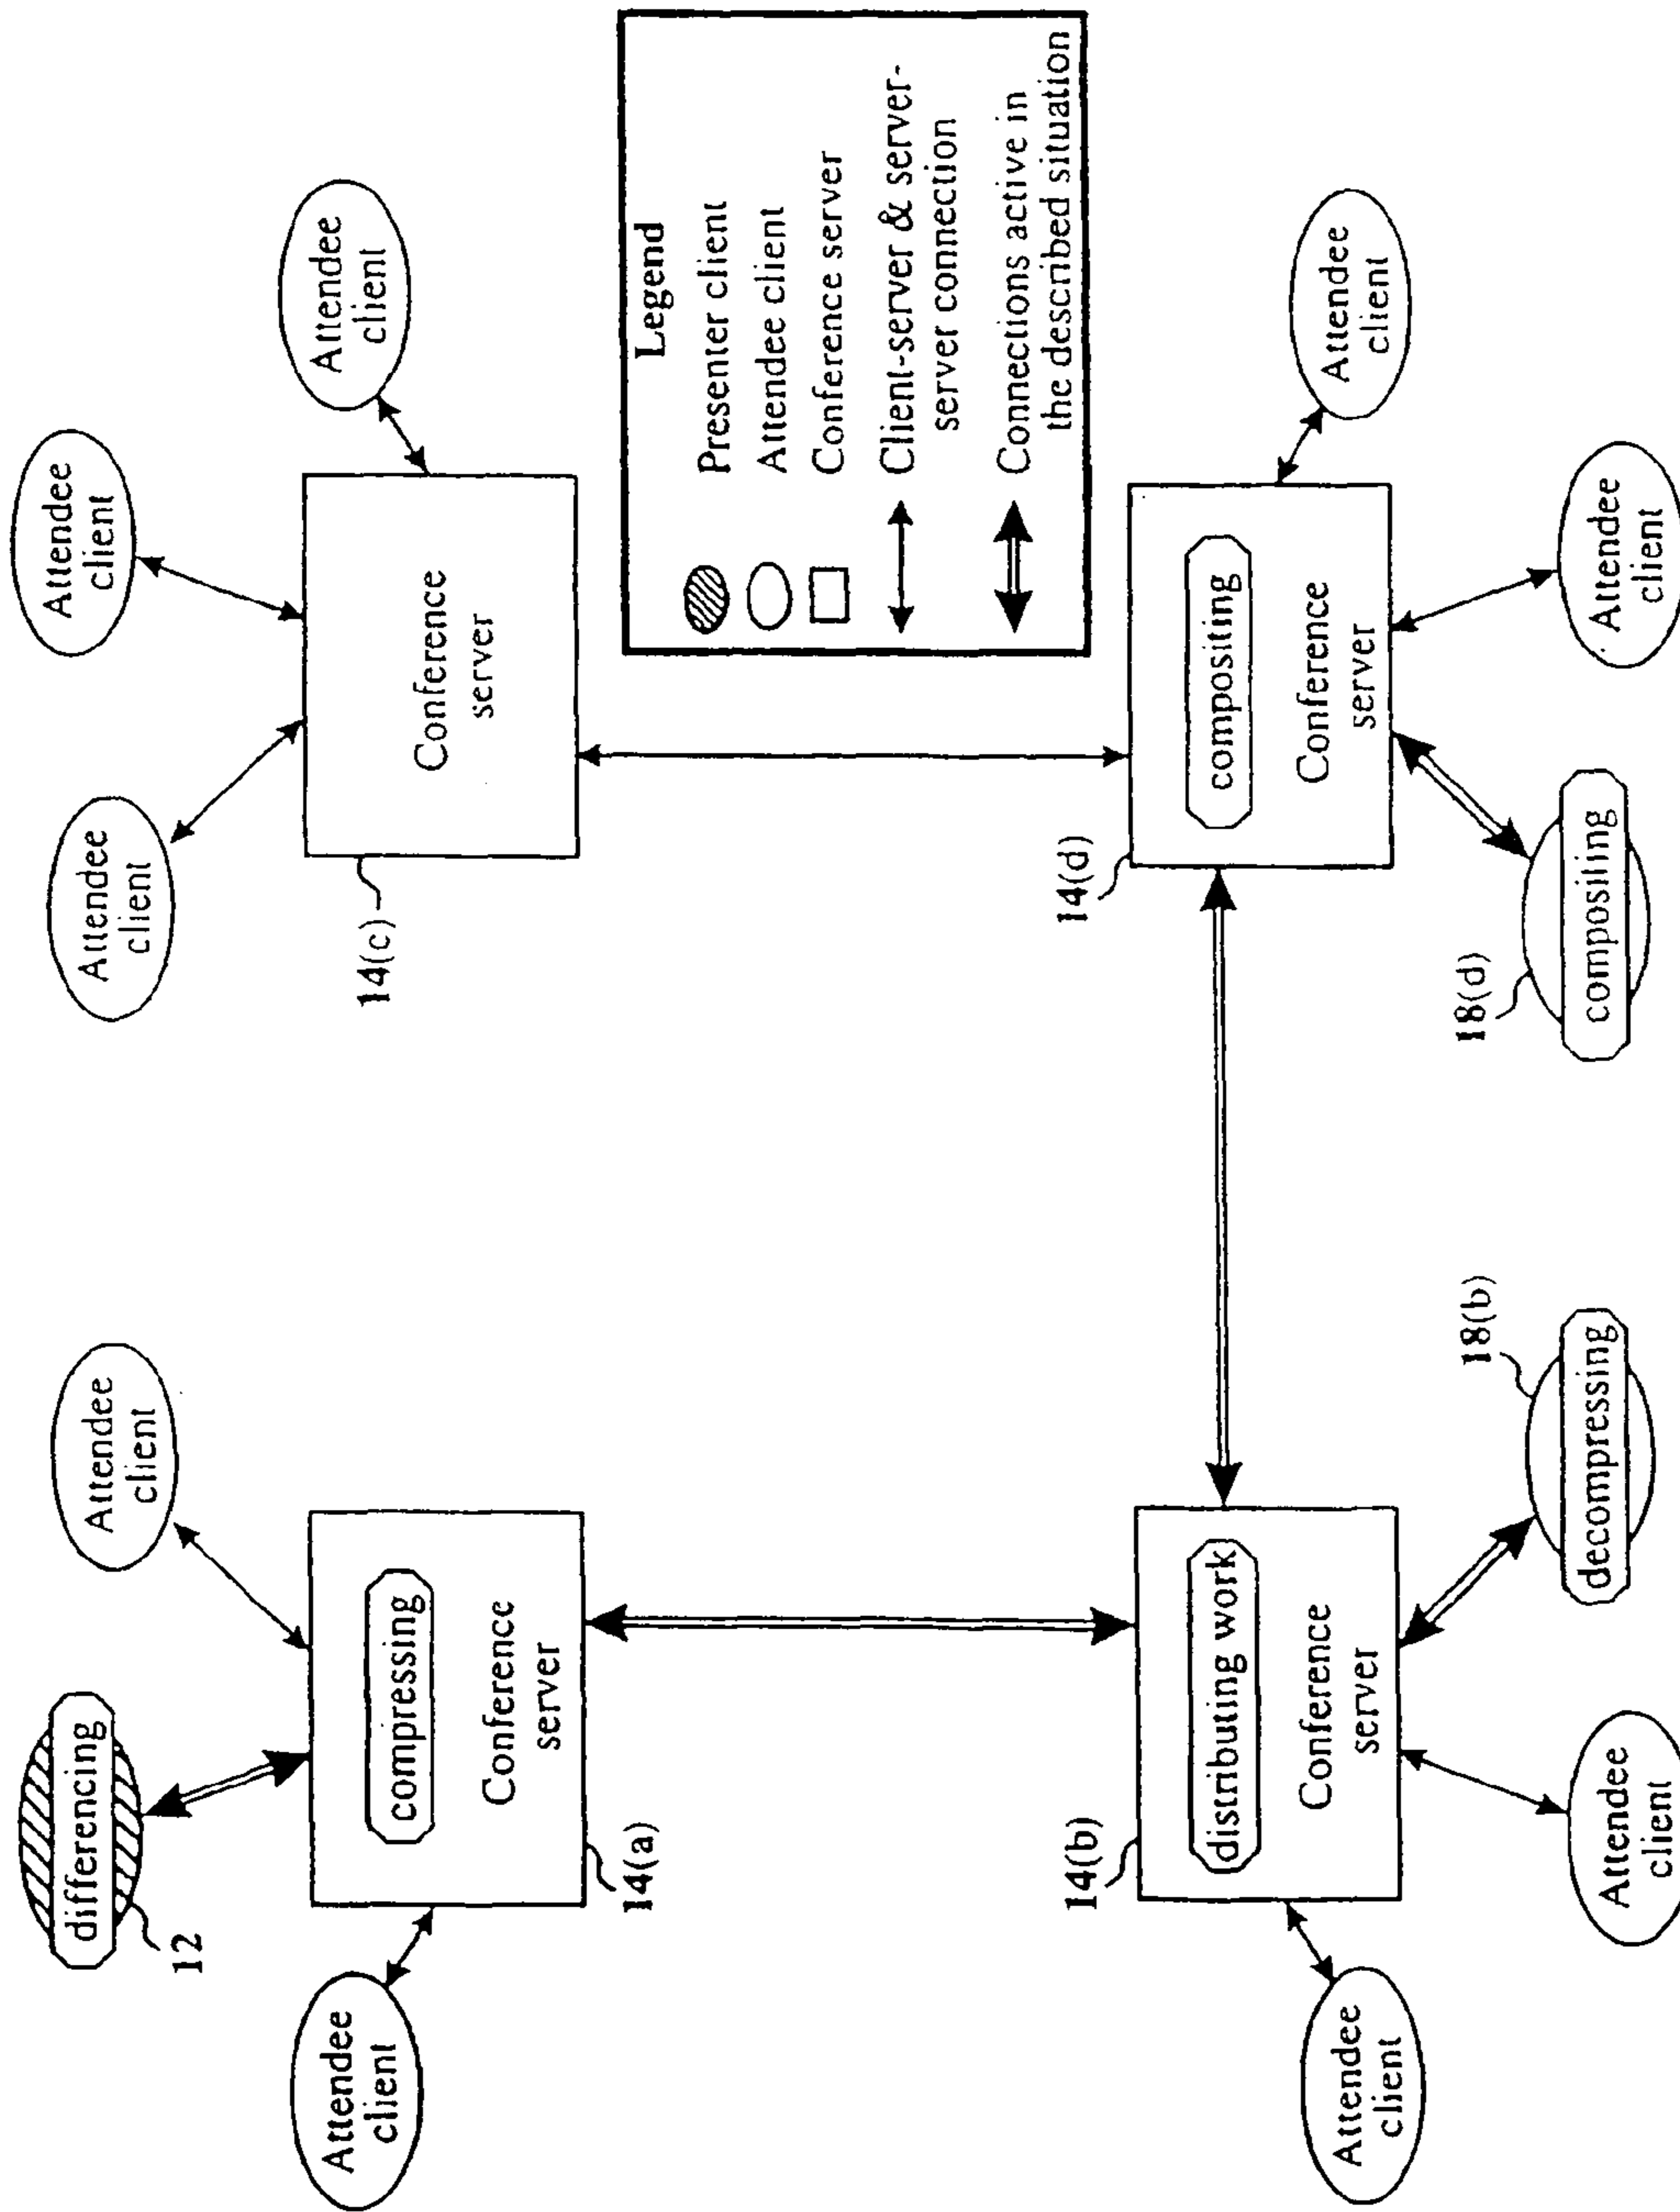 differencing
12
Attendee
client
Attendee
client
Attendee
client
Attendee
client
Attendee
client
compressing
Conference
server
14(a)
Conference
server
14(c)
Legend
Presenter client
Attendee client
Conference server
Client-server & server-
server connection
Connections active in
the described situation
14(b)
distributing work
Conference
server
14(d)
compositing
Conference
server
Attendee
client
Attendee
client
18(b)
decompressing
18(d)
compositing
Attendee
client
Attendee
client